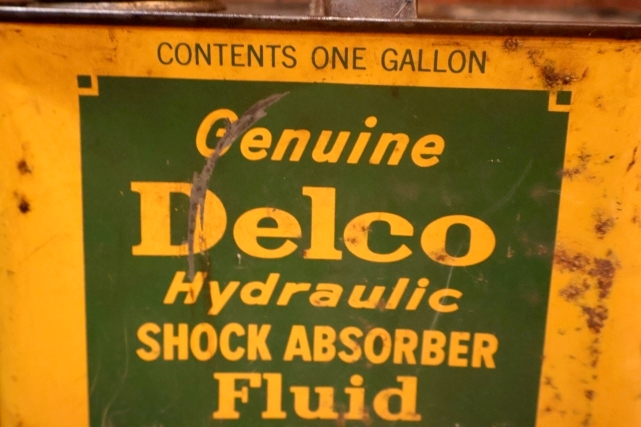 CONTENTS ONE GALLON
Genuine
Delco
Hydraulic
SHOCK ABSORBER
Fluid